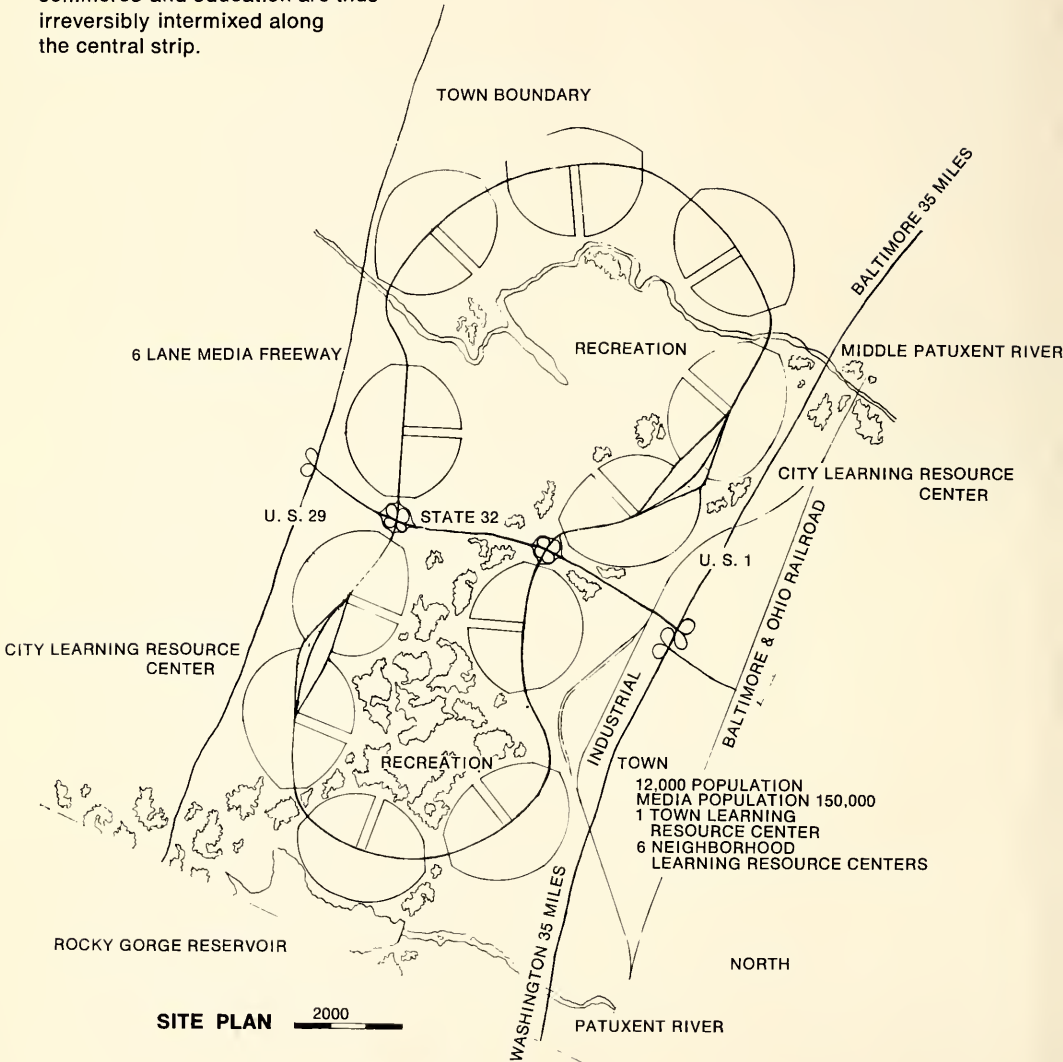 commerce and education are thus
irreversibly intermixed along
the central strip.
TOWN BOUNDARY
BALTIMORE 35 MILES
6 LANE MEDIA FREEWAY
RECREATION
MIDDLE PATUXENT RIVER
CITY LEARNING RESOURCE
CENTER
U. S. 29
STATE 32
U. S. 1
BALTIMORE & OHIO RAILROAD
CITY LEARNING RESOURCE
CENTER
INDUSTRIAL
RECREATION
TOWN
12,000 POPULATION
MEDIA POPULATION 150,000
1 TOWN LEARNING
RESOURCE CENTER
6 NEIGHBORHOOD
LEARNING RESOURCE CENTERS
WASHINGTON 35 MILES
ROCKY GORGE RESERVOIR
NORTH
SITE PLAN
2000
PATUXENT RIVER